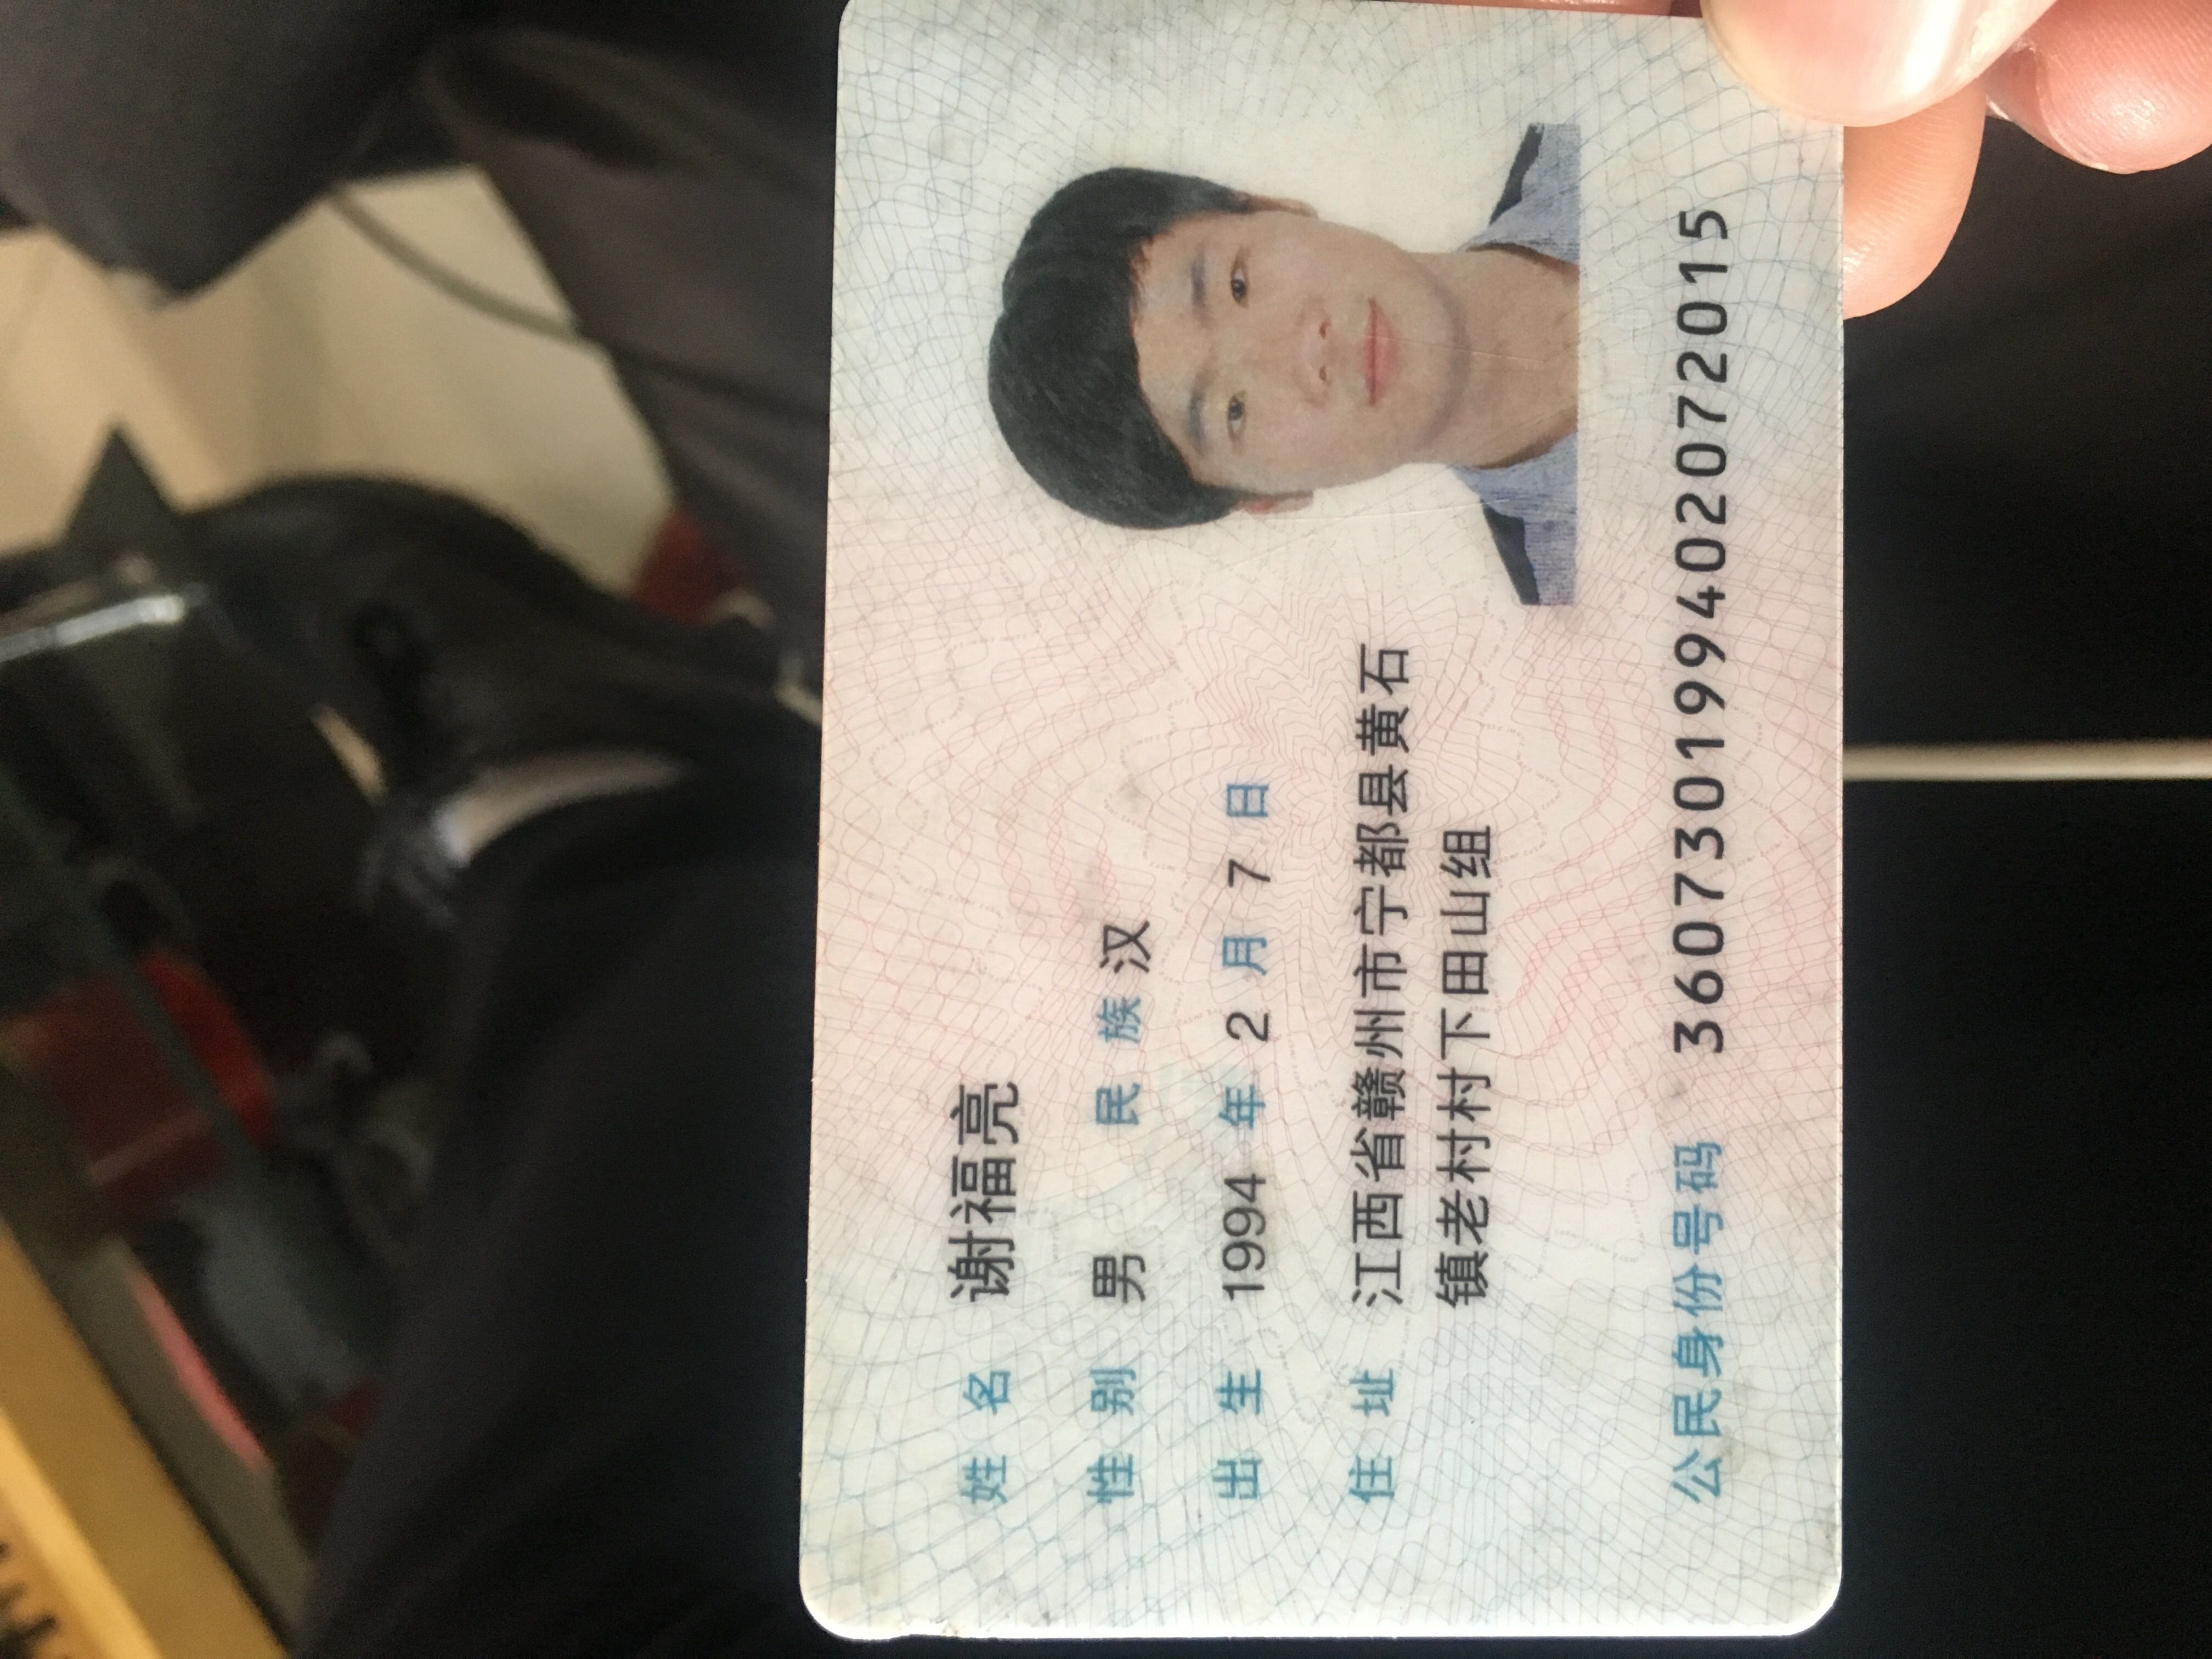 姓名 谢福亮
性别 男 民族 汉
出生 1994 年 2 月 7 日
住址 江西省赣州市宁都县黄石
镇老村村下田山组
公民身份号码 360730199402072015